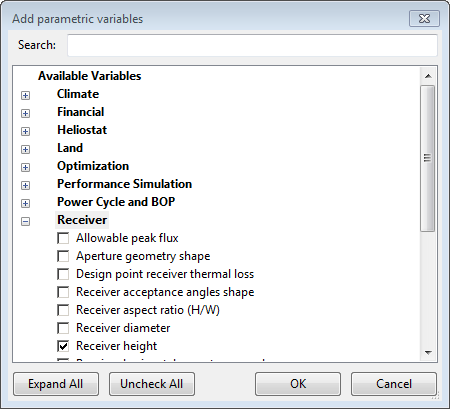 Add parametric variables
Search:
Available Variables
Climate
Financial
Heliostat
Land
Optimization
Performance Simulation
Power Cycle and BOP
Receiver
Allowable peak flux
Aperture geometry shape
Design point receiver thermal loss
Receiver acceptance angles shape
Receiver aspect ratio (H/W)
Receiver diameter
Receiver height
Expand All Uncheck All OK Cancel